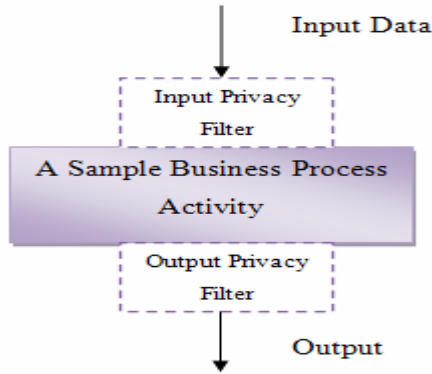 Input Data
Input Privacy
Filter
A Sample Business Process
Activity
Output Privacy
Filter
Output